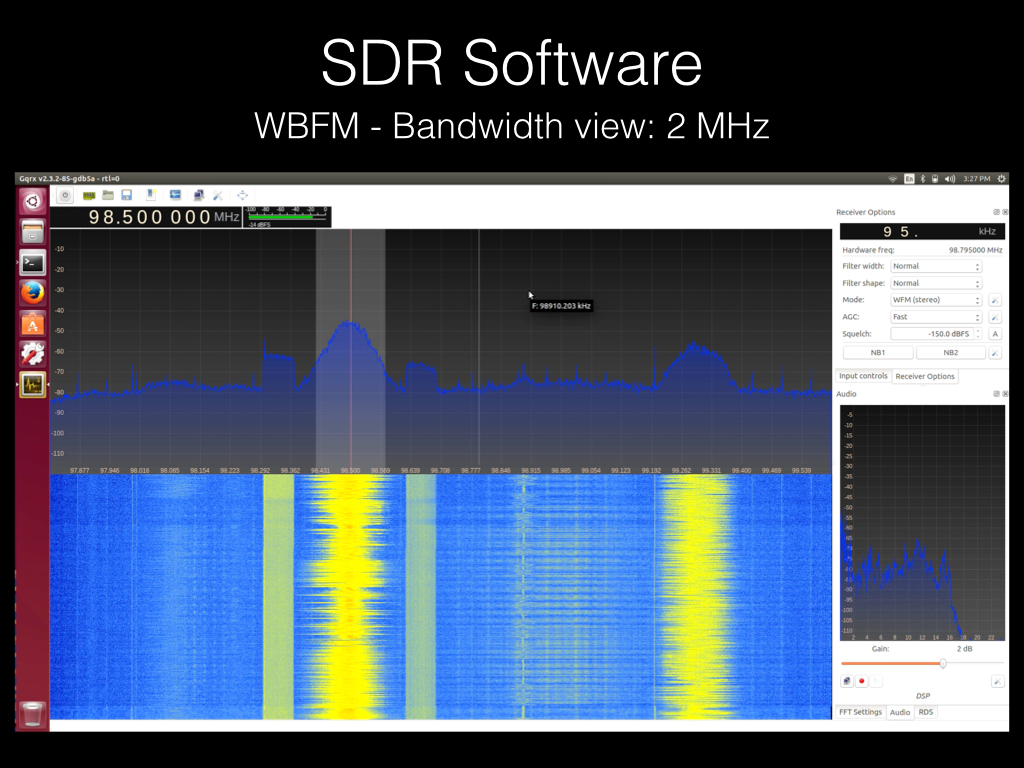 SDR Software
WBFM - Bandwidth view: 2 MHz
Gqrx v2.3.2-85-gdb5a - rtl=0
En
3:27 PM
98.500 000 MHz
-100 -80 -60 -40 -20 0
-14 dBFS
-10
-20
-30
-40
-50
-60
-70
-80
-90
-100
-110
F: 98910.203 kHz
97.877 97.946 98.016 98.085 98.154 98.223 98.292 98.362 98.431 98.500 98.569 98.639 98.708 98.777 98.846 98.915 98.985 99.054 99.123 99.192 99.262 99.331 99.400 99.469 99.539
Receiver Options
95. kHz
Hardware freq: 98.795000 MHz
Filter width: Normal
Filter shape: Normal
Mode: WFM (stereo)
AGC: Fast
Squelch: -150.0 dBFS A
NB1 NB2
Input controls Receiver Options
Audio
-5
-10
-15
-20
-25
-30
-35
-40
-45
-50
-55
-60
-65
-70
-75
-80
-85
-90
-95
-100
-105
-110
2 4 6 8 10 12 14 16 18 20 22
Gain: 2 dB
DSP
FFT Settings Audio RDS